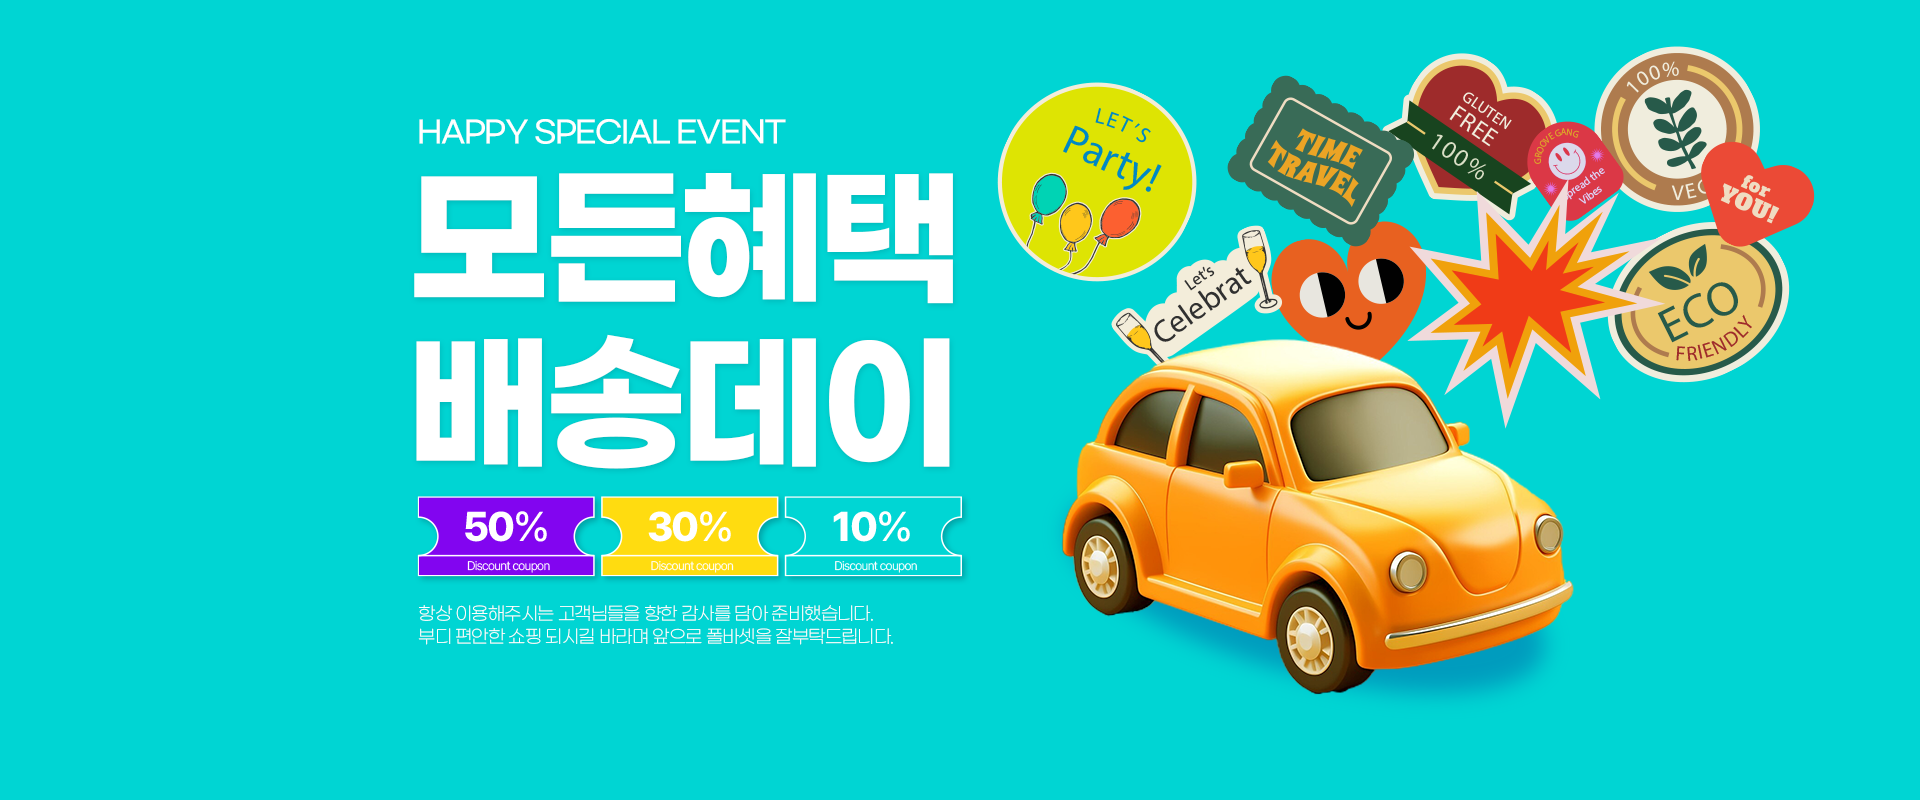 HAPPY SPECIAL EVENT
모든혜택
배송데이
50%
Discount coupon
30%
Discount coupon
10%
Discount coupon
항상 이용해주시는 고객님들을 향한 감사를 담아 준비했습니다.
부디 편안한 쇼핑 되시길 바라며 앞으로 폴바셋을 잘부탁드립니다.
LET'S
Party!
TIME
TRAVEL
GLUTEN
FREE
100%
GROOVE GANG
pread the
Vibes
100%
VEG
for
YOU!
Let's
Celebrat
ECO
FRIENDLY